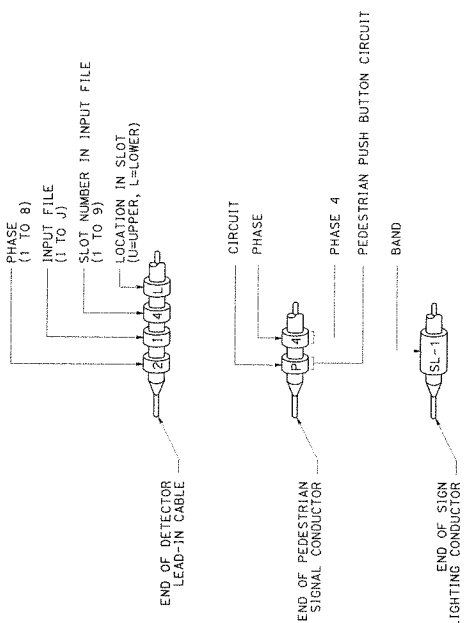 PHASE
(1 TO 8)
INPUT FILE
(1 TO J)
SLOT NUMBER IN INPUT FILE
(1 TO 9)
LOCATION IN SLOT
(U=UPPER, L=LOWER)
2 1 4 L
END OF DETECTOR
LEAD-IN CABLE
CIRCUIT
PHASE
P 4
PHASE 4
PEDESTRIAN PUSH BUTTON CIRCUIT
END OF PEDESTRIAN
SIGNAL CONDUCTOR
BAND
SL-1
END OF SIGN
LIGHTING CONDUCTOR